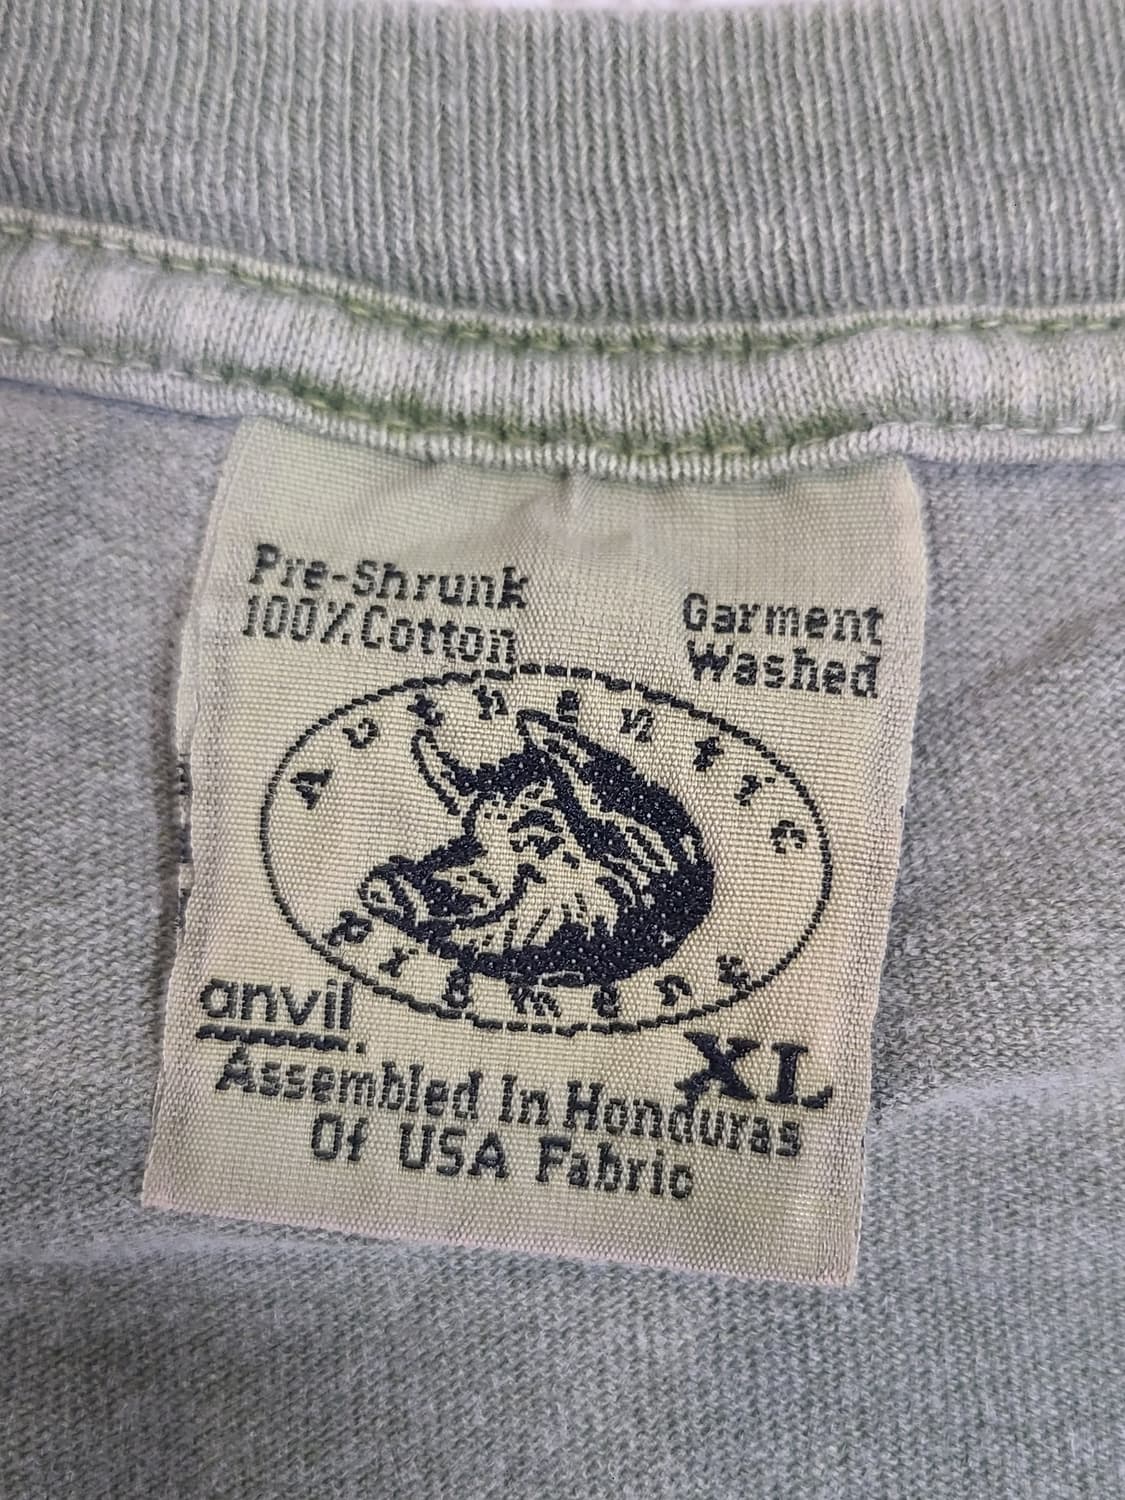 Pre-Shrunk
100% Cotton
Garment
Washed
Authentic
Pigment
anvil.
XL
Assembled In Honduras
Of USA Fabric